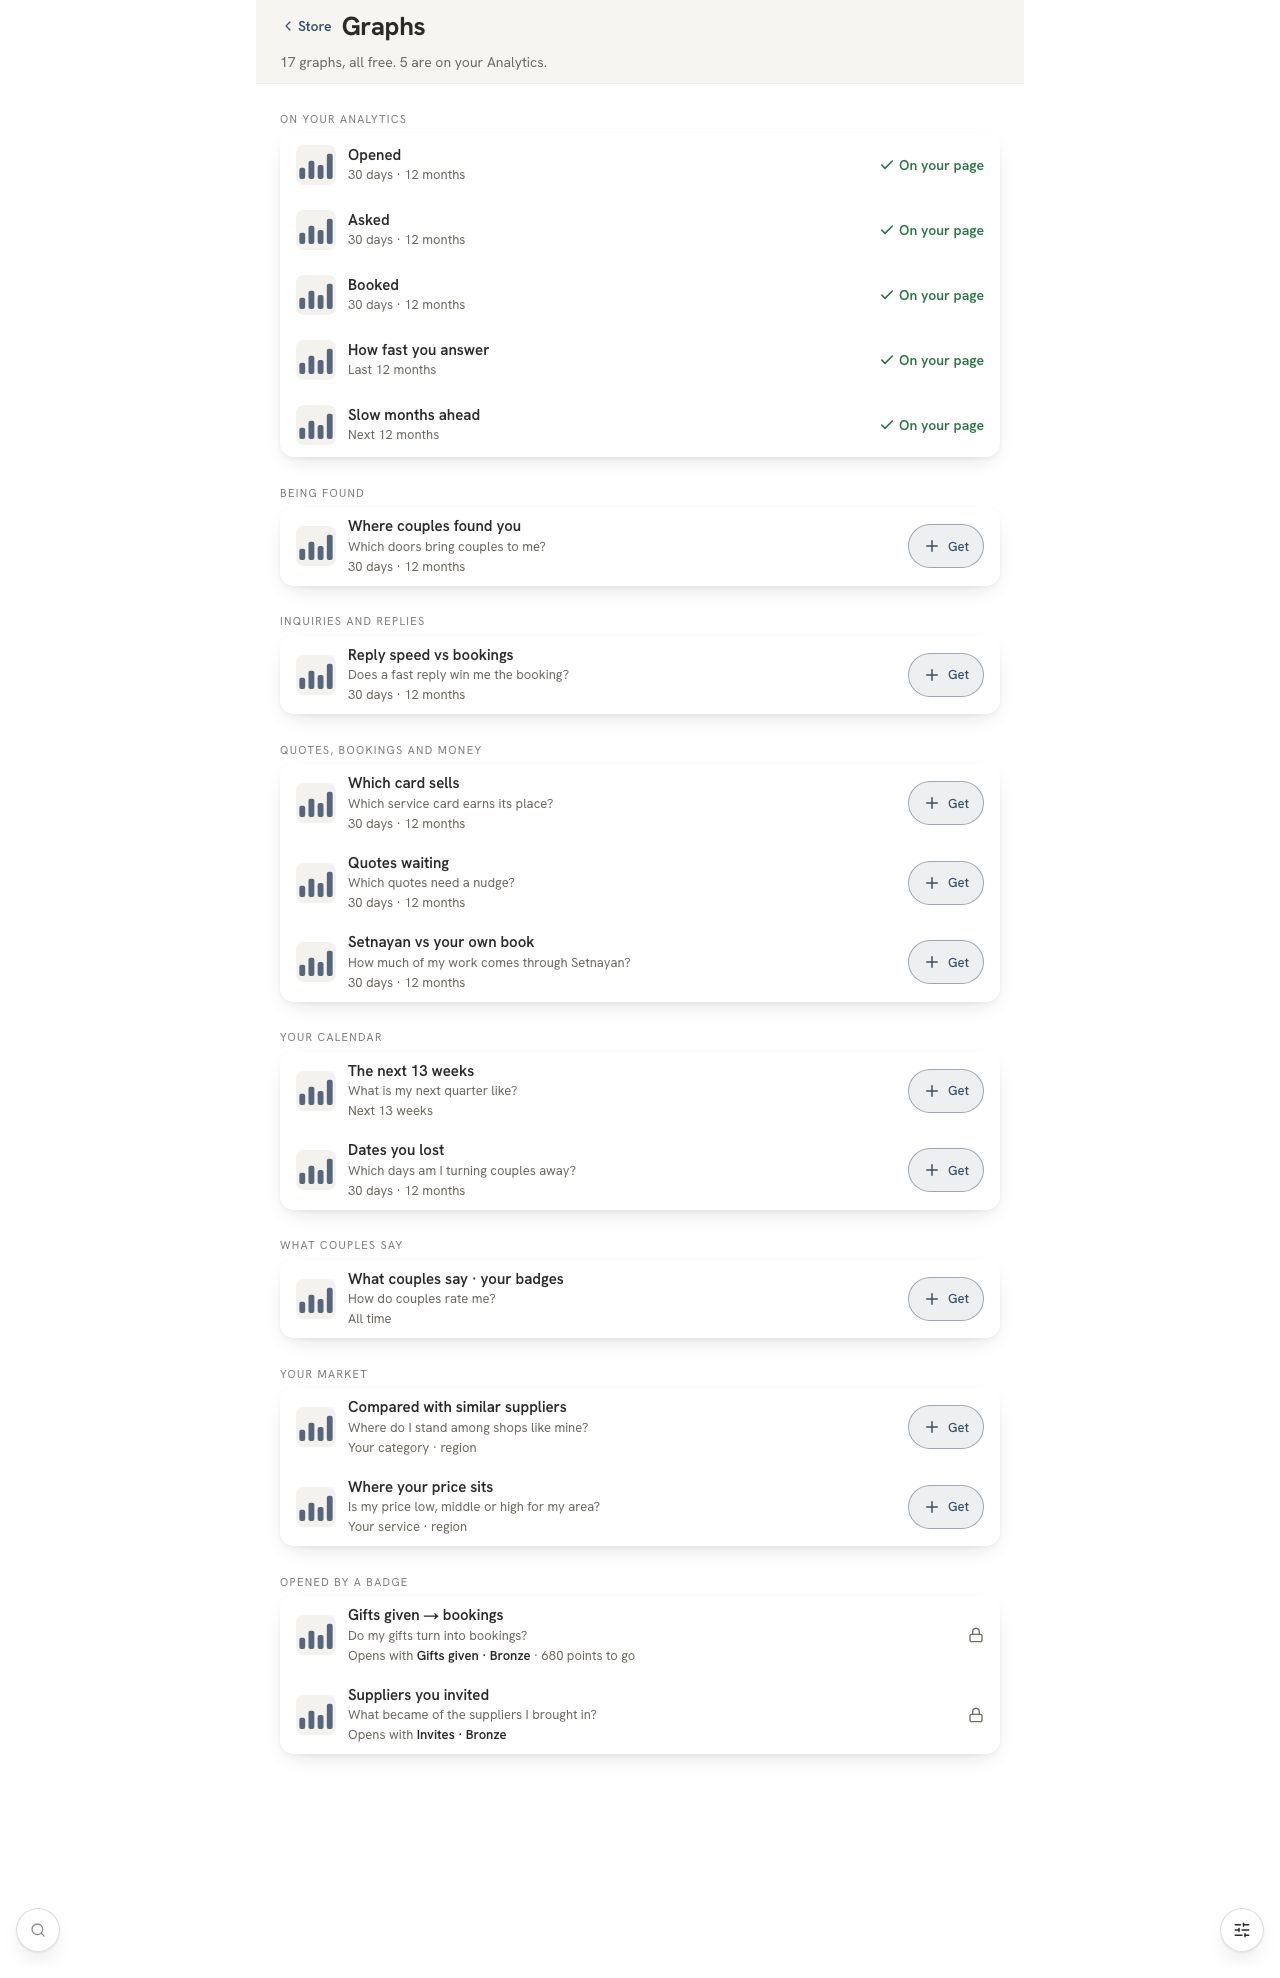 Store Graphs
17 graphs, all free. 5 are on your Analytics.
ON YOUR ANALYTICS
Opened
30 days · 12 months
On your page
Asked
30 days · 12 months
On your page
Booked
30 days · 12 months
On your page
How fast you answer
Last 12 months
On your page
Slow months ahead
Next 12 months
On your page
BEING FOUND
Where couples found you
Which doors bring couples to me?
30 days · 12 months
Get
INQUIRIES AND REPLIES
Reply speed vs bookings
Does a fast reply win me the booking?
30 days · 12 months
Get
QUOTES, BOOKINGS AND MONEY
Which card sells
Which service card earns its place?
30 days · 12 months
Get
Quotes waiting
Which quotes need a nudge?
30 days · 12 months
Get
Setnayan vs your own book
How much of my work comes through Setnayan?
30 days · 12 months
Get
YOUR CALENDAR
The next 13 weeks
What is my next quarter like?
Next 13 weeks
Get
Dates you lost
Which days am I turning couples away?
30 days · 12 months
Get
WHAT COUPLES SAY
What couples say · your badges
How do couples rate me?
All time
Get
YOUR MARKET
Compared with similar suppliers
Where do I stand among shops like mine?
Your category · region
Get
Where your price sits
Is my price low, middle or high for my area?
Your service · region
Get
OPENED BY A BADGE
Gifts given → bookings
Do my gifts turn into bookings?
Opens with Gifts given · Bronze · 680 points to go
Suppliers you invited
What became of the suppliers I brought in?
Opens with Invites · Bronze